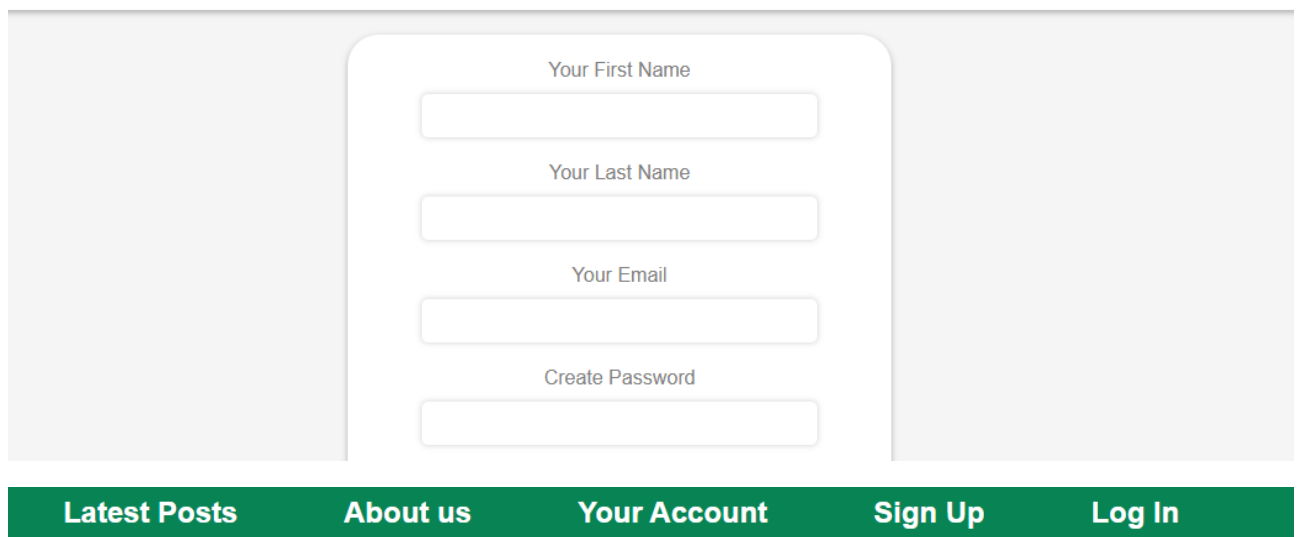 Your First Name
Your Last Name
Your Email
Create Password
Latest Posts About us Your Account Sign Up Log In